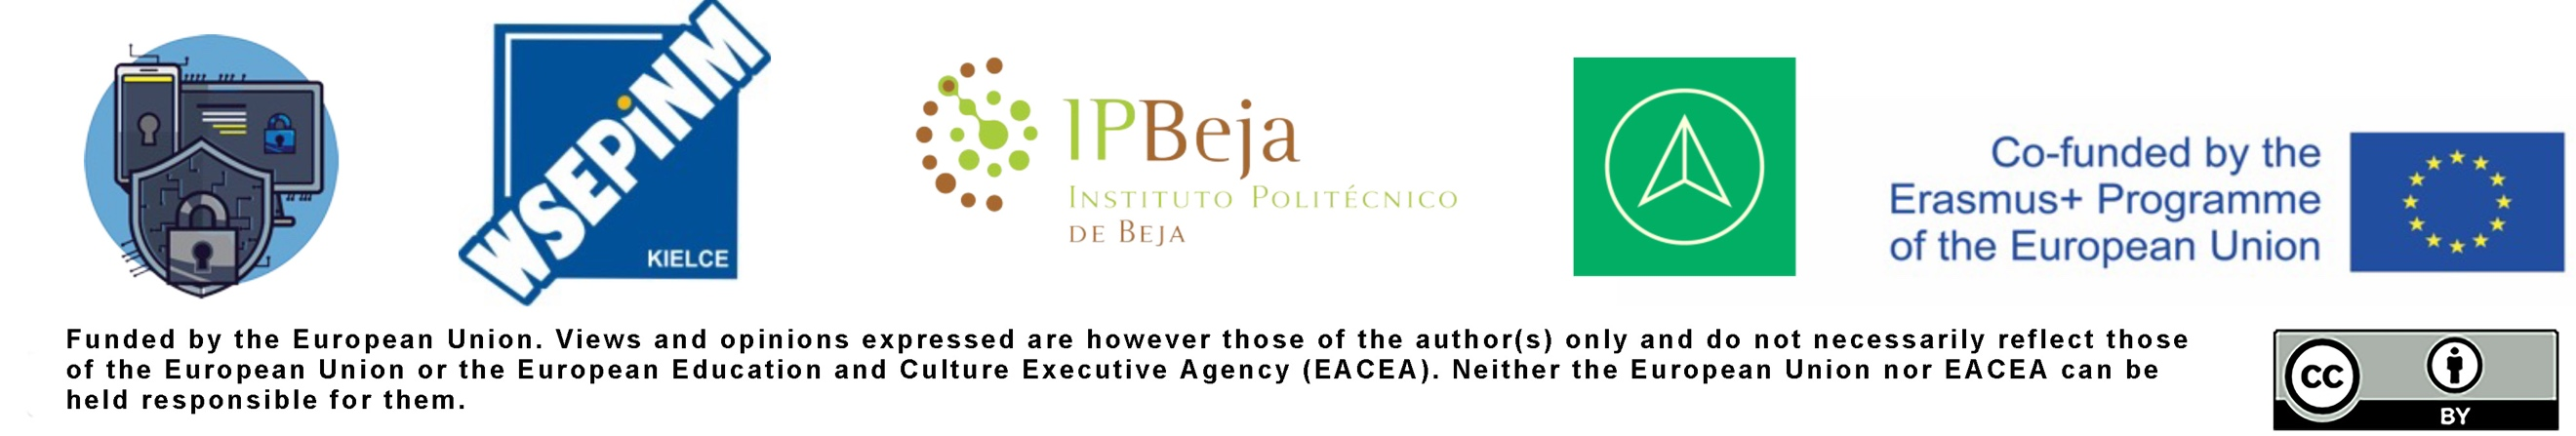 WSEPiNM
KIELCE
IPBeja
INSTITUTO POLITÉCNICO
DE BEJA
Co-funded by the
Erasmus+ Programme
of the European Union
Funded by the European Union. Views and opinions expressed are however those of the author(s) only and do not necessarily reflect those
of the European Union or the European Education and Culture Executive Agency (EACEA). Neither the European Union nor EACEA can be
held responsible for them.
CC
BY